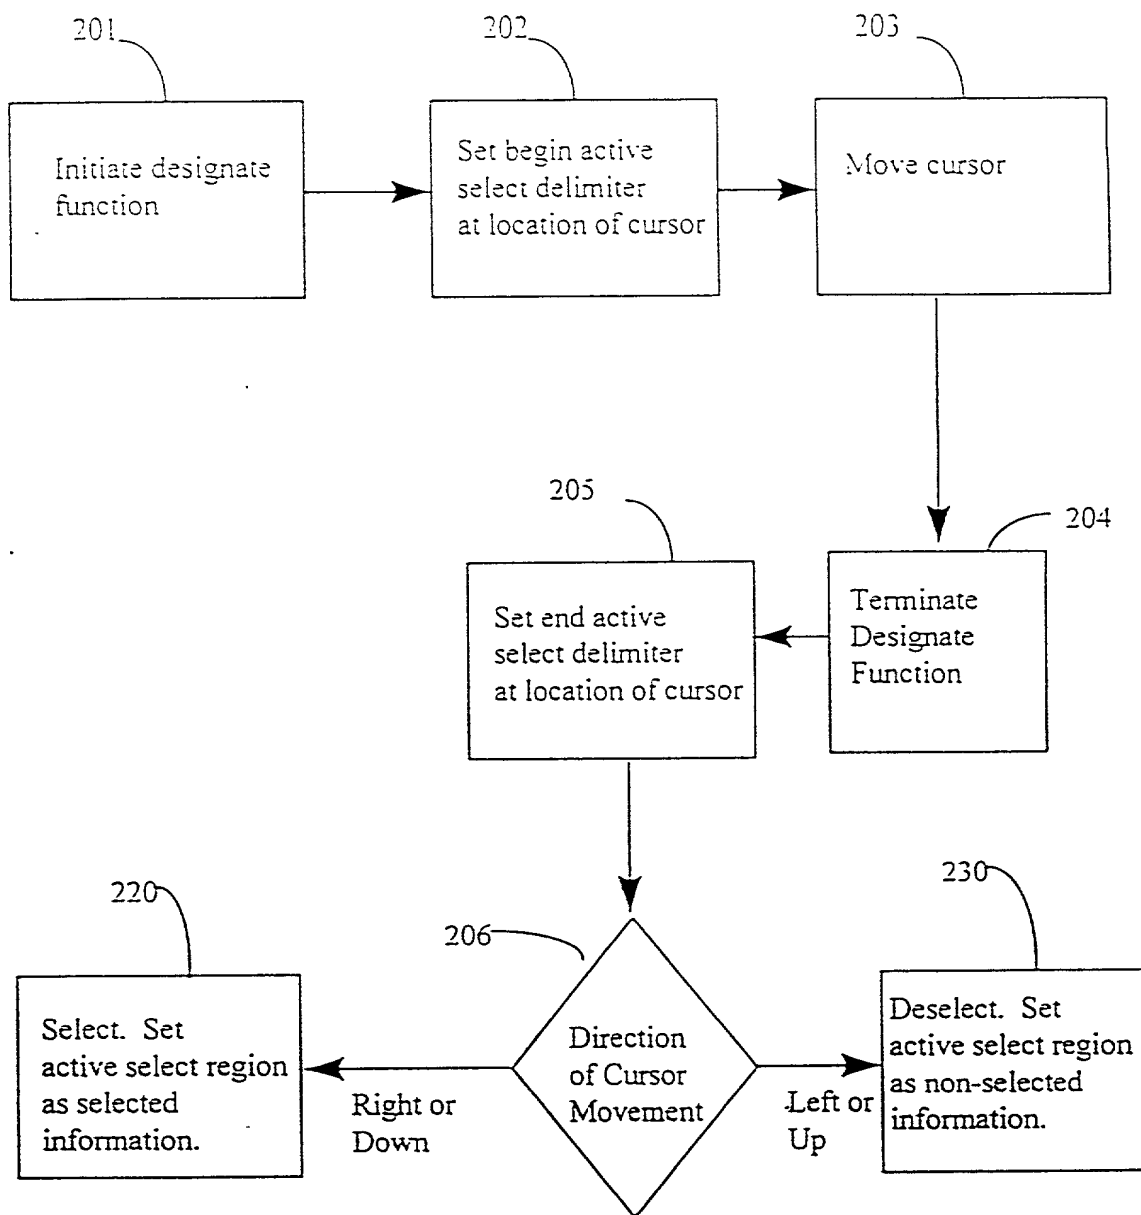 201
202
203
Initiate designate
function
Set begin active
select delimiter
at location of cursor
Move cursor
205
204
Set end active
select delimiter
at location of cursor
Terminate
Designate
Function
220
206
230
Select. Set
active select region
as selected
information.
Right or
Down
Direction
of Cursor
Movement
Left or
Up
Deselect. Set
active select region
as non-selected
information.